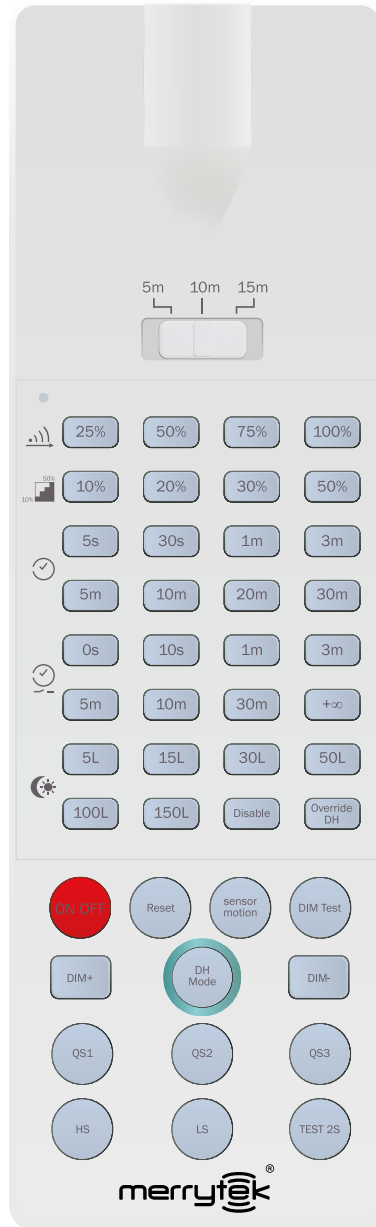 5m 10m 15m
25% 50% 75% 100%
50%
10%
10% 20% 30% 50%
5s 30s 1m 3m
5m 10m 20m 30m
0s 10s 1m 3m
5m 10m 30m +∞
5L 15L 30L 50L
100L 150L Disable Override
DH
ON OFF Reset sensor
motion DIM Test
DIM+ DH
Mode DIM-
QS1 QS2 QS3
HS LS TEST 2S
merrytek®